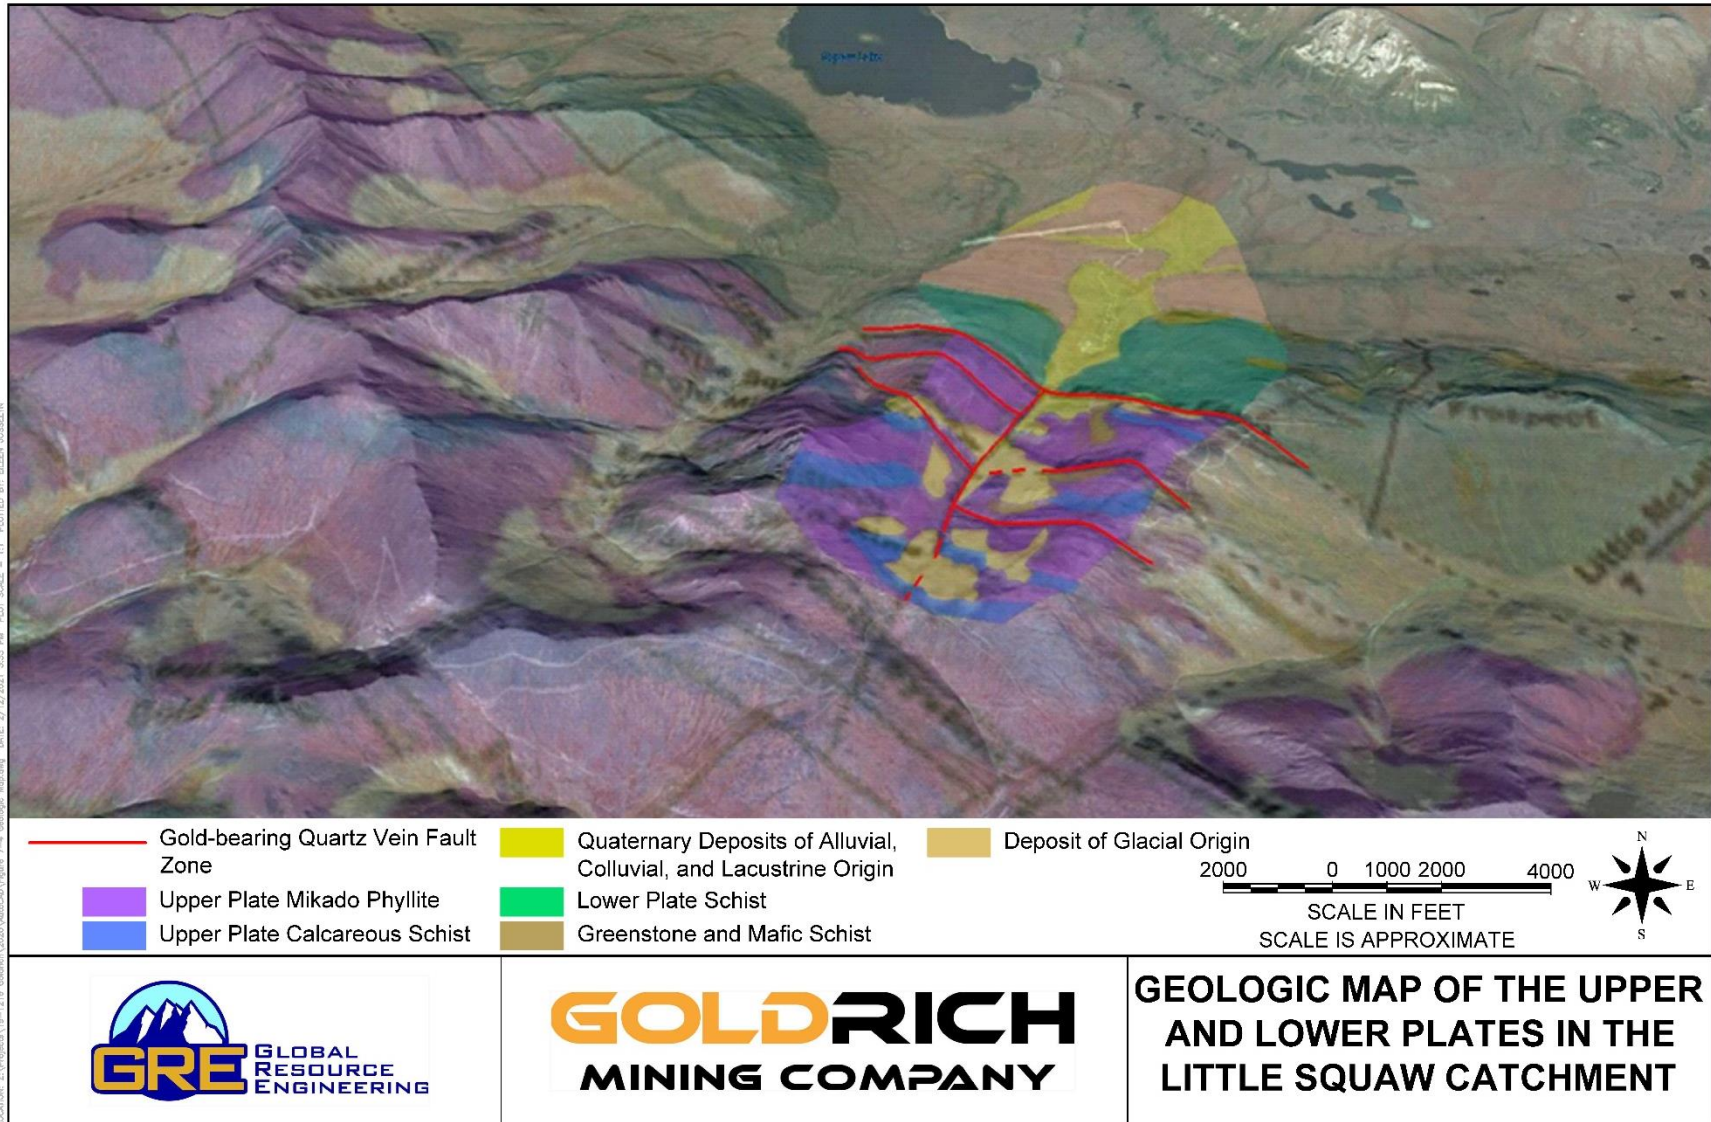 Prospect
Gold-bearing Quartz Vein Fault
Zone
Upper Plate Mikado Phyllite
Upper Plate Calcareous Schist
Quaternary Deposits of Alluvial,
Colluvial, and Lacustrine Origin
Lower Plate Schist
Greenstone and Mafic Schist
Deposit of Glacial Origin
2000 0 1000 2000 4000
SCALE IN FEET
SCALE IS APPROXIMATE
N
W E
S
GRE GLOBAL
RESOURCE
ENGINEERING
GOLDRICH
MINING COMPANY
GEOLOGIC MAP OF THE UPPER
AND LOWER PLATES IN THE
LITTLE SQUAW CATCHMENT